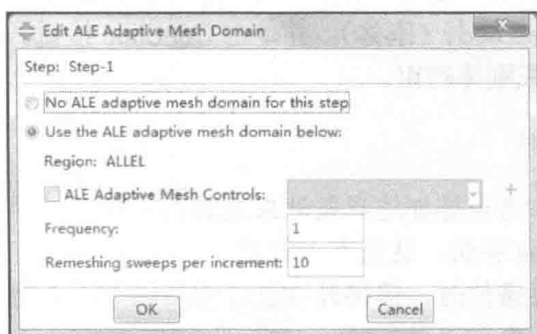 Edit ALE Adaptive Mesh Domain
Step: Step-1
No ALE adaptive mesh domain for this step
Use the ALE adaptive mesh domain below:
Region: ALLEL
ALE Adaptive Mesh Controls:
Frequency: 1
Remeshing sweeps per increment: 10
OK Cancel